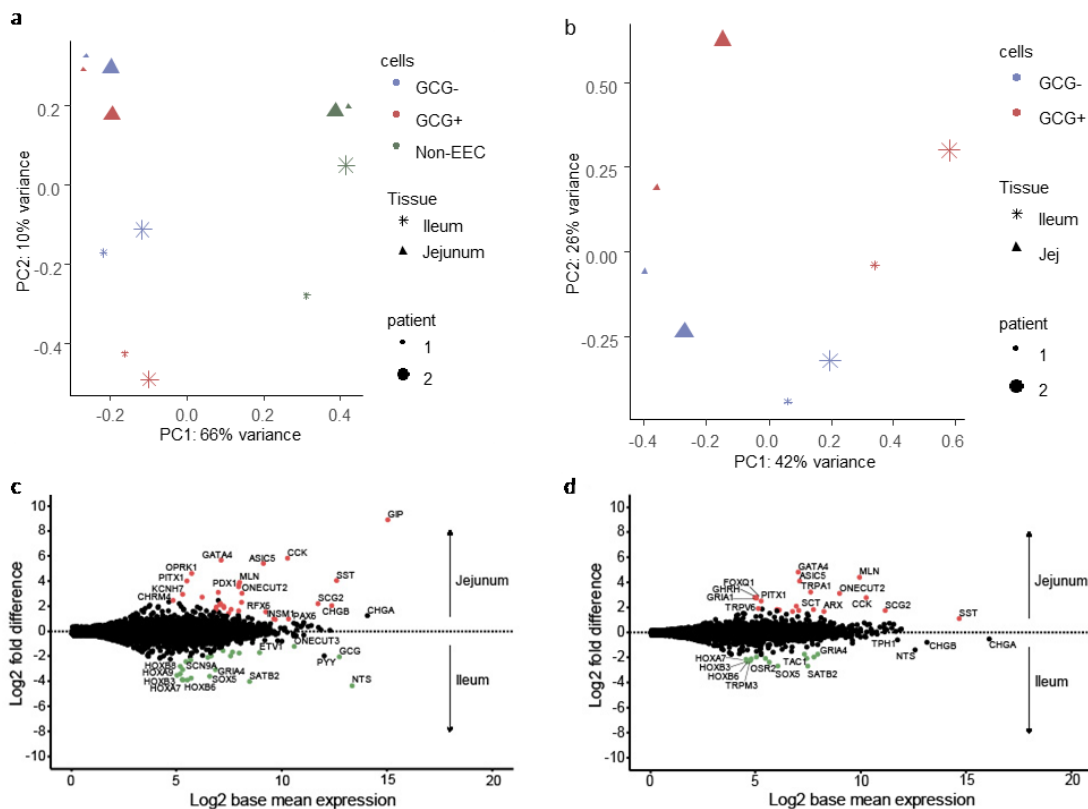 a
0.2
0.0
-0.2
-0.4
PC2: 10% variance
-0.2
0.0
0.2
0.4
PC1: 66% variance
cells
GCG-
GCG+
Non-EEC
Tissue
Ileum
Jejunum
patient
1
2
b
0.50
0.25
0.00
-0.25
PC2: 26% variance
-0.4
-0.2
0.0
0.2
0.4
0.6
PC1: 42% variance
cells
GCG-
GCG+
Tissue
Ileum
Jej
patient
1
2
c
10
8
6
4
2
0
-2
-4
-6
-8
-10
Log2 fold difference
GIP
GATA4
ASIC5
CCK
OPRK1
PITX1
PDX1
MLN
ONECUT2
SST
KCNH7
CHRM4
SCG2
RFX6
INSM1
PAX6
CHGB
CHGA
ETV1
ONECUT3
PYY
GCG
HOXB8
SCN9A
HOXA9
GRIA4
HOXB3
HOXA7
HOXB6
SOX5
SATB2
NTS
Jejunum
Ileum
0
5
10
15
20
Log2 base mean expression
d
10
8
6
4
2
0
-2
-4
-6
-8
-10
Log2 fold difference
GATA4
ASIC5
MLN
FOXQ1
TRPA1
ONECUT2
GHRH
GRIA1
PITX1
SCT
ARX
CCK
SCG2
TRPV6
SST
TPH1
CHGB
CHGA
NTS
HOXA7
HOXB3
HOXB6
OSR2
TAC1
GRIA4
TRPM3
SOX5
SATB2
Jejunum
Ileum
0
5
10
15
20
Log2 base mean expression